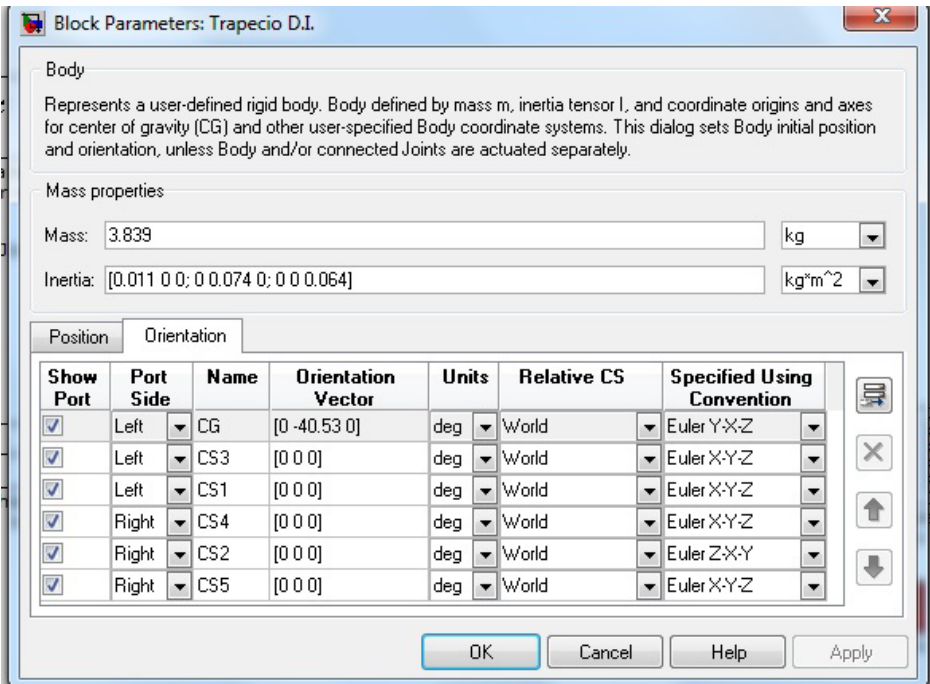 Block Parameters: Trapecio D.I.
Body
Represents a user-defined rigid body. Body defined by mass m, inertia tensor I, and coordinate origins and axes
for center of gravity (CG) and other user-specified Body coordinate systems. This dialog sets Body initial position
and orientation, unless Body and/or connected Joints are actuated separately.
Mass properties
Mass: 3.839 kg
Inertia: [0.011 0 0; 0 0.074 0; 0 0 0.064] kg*m^2
Position Orientation
Show Port Port Side Name Orientation Vector Units Relative CS Specified Using Convention
Left CG [0 -40.53 0] deg World Euler Y-X-Z
Left CS3 [0 0 0] deg World Euler X-Y-Z
Left CS1 [0 0 0] deg World Euler X-Y-Z
Right CS4 [0 0 0] deg World Euler X-Y-Z
Right CS2 [0 0 0] deg World Euler Z-X-Y
Right CS5 [0 0 0] deg World Euler X-Y-Z
OK Cancel Help Apply